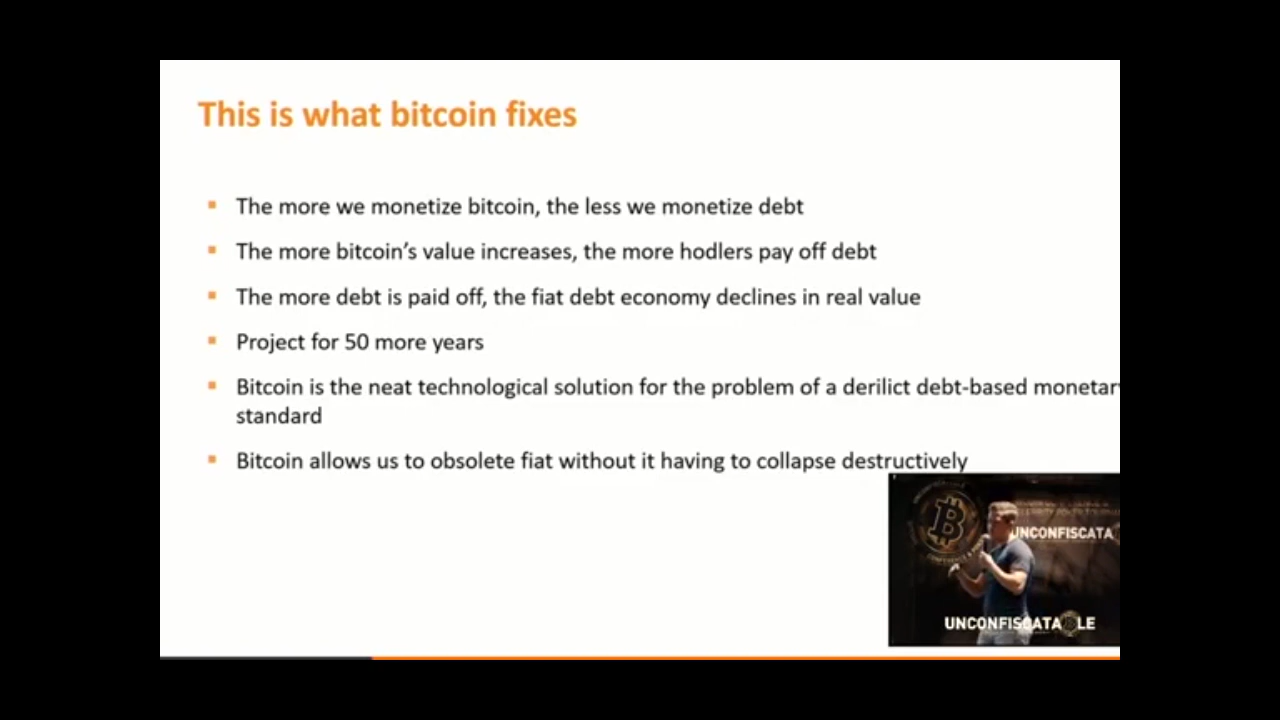 This is what bitcoin fixes
The more we monetize bitcoin, the less we monetize debt
The more bitcoin's value increases, the more hodlers pay off debt
The more debt is paid off, the fiat debt economy declines in real value
Project for 50 more years
Bitcoin is the neat technological solution for the problem of a derilict debt-based monetary
standard
Bitcoin allows us to obsolete fiat without it having to collapse destructively
UNCONFISCATA
UNCONFISCATA LE